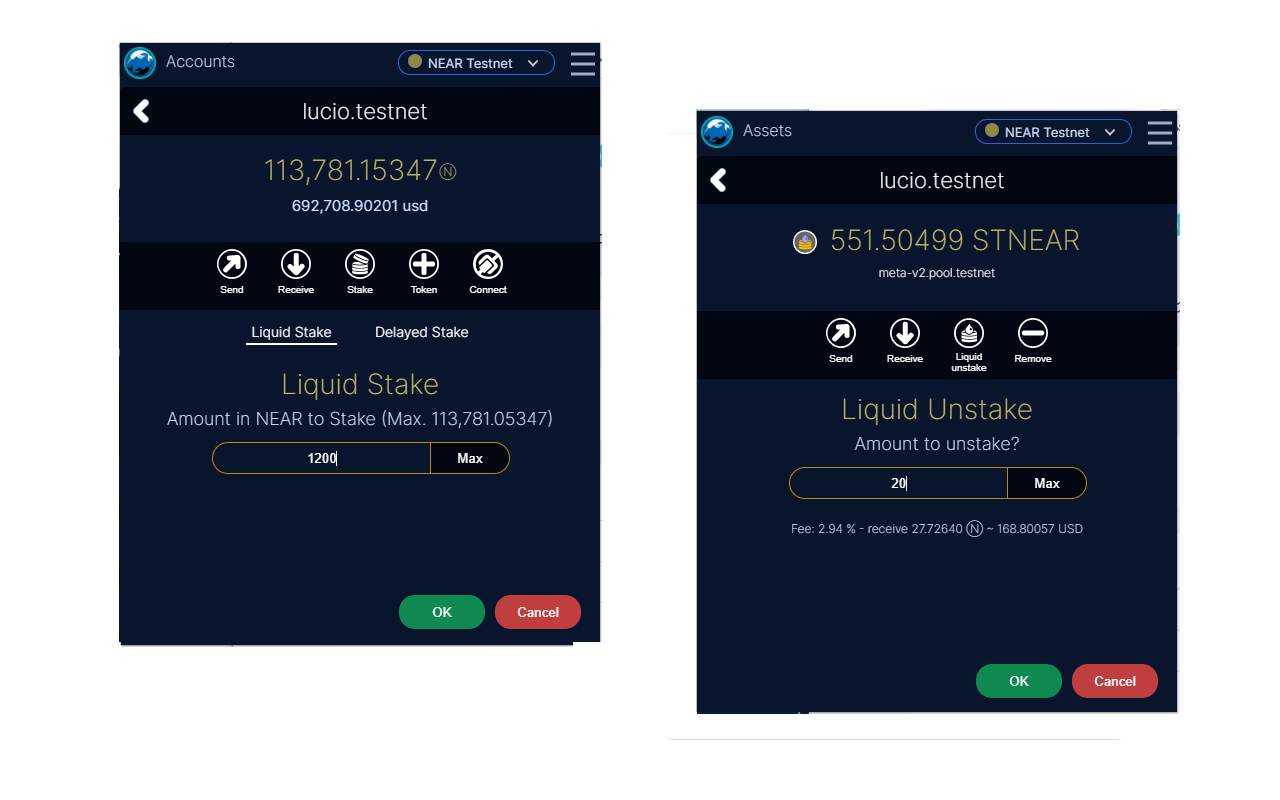 Accounts
NEAR Testnet
lucio.testnet
113,781.15347Ⓝ
692,708.90201 usd
Send Receive Stake Token Connect
Liquid Stake Delayed Stake
Liquid Stake
Amount in NEAR to Stake (Max. 113,781.05347)
1200 Max
OK Cancel
Assets
NEAR Testnet
lucio.testnet
551.50499 STNEAR
meta-v2.pool.testnet
Send Receive Liquid unstake Remove
Liquid Unstake
Amount to unstake?
20 Max
Fee: 2.94 % - receive 27.72640 Ⓝ ~ 168.80057 USD
OK Cancel